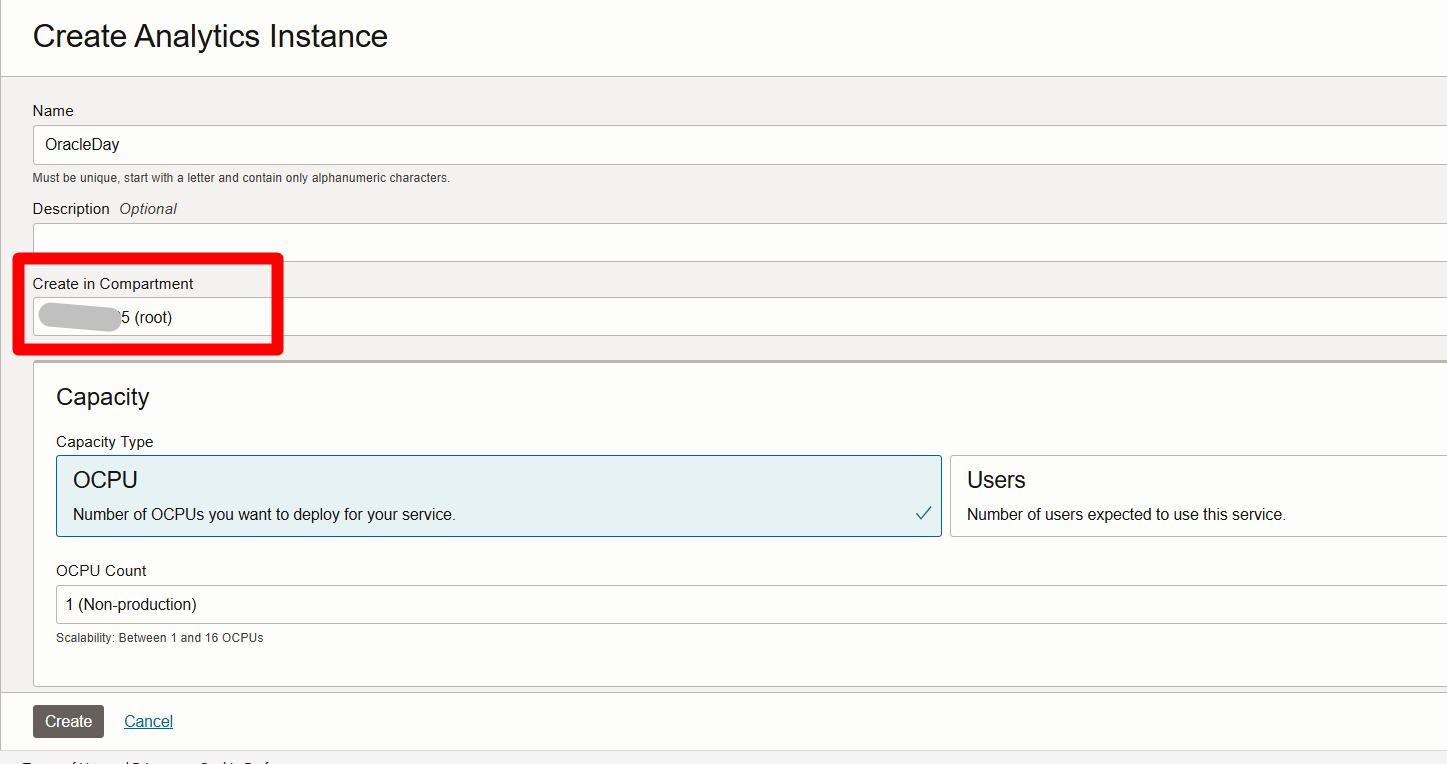 Create Analytics Instance
Name
OracleDay
Must be unique, start with a letter and contain only alphanumeric characters.
Description Optional
Create in Compartment
5 (root)
Capacity
Capacity Type
OCPU
Number of OCPUs you want to deploy for your service.
Users
Number of users expected to use this service.
OCPU Count
1 (Non-production)
Scalability: Between 1 and 16 OCPUs
Create Cancel